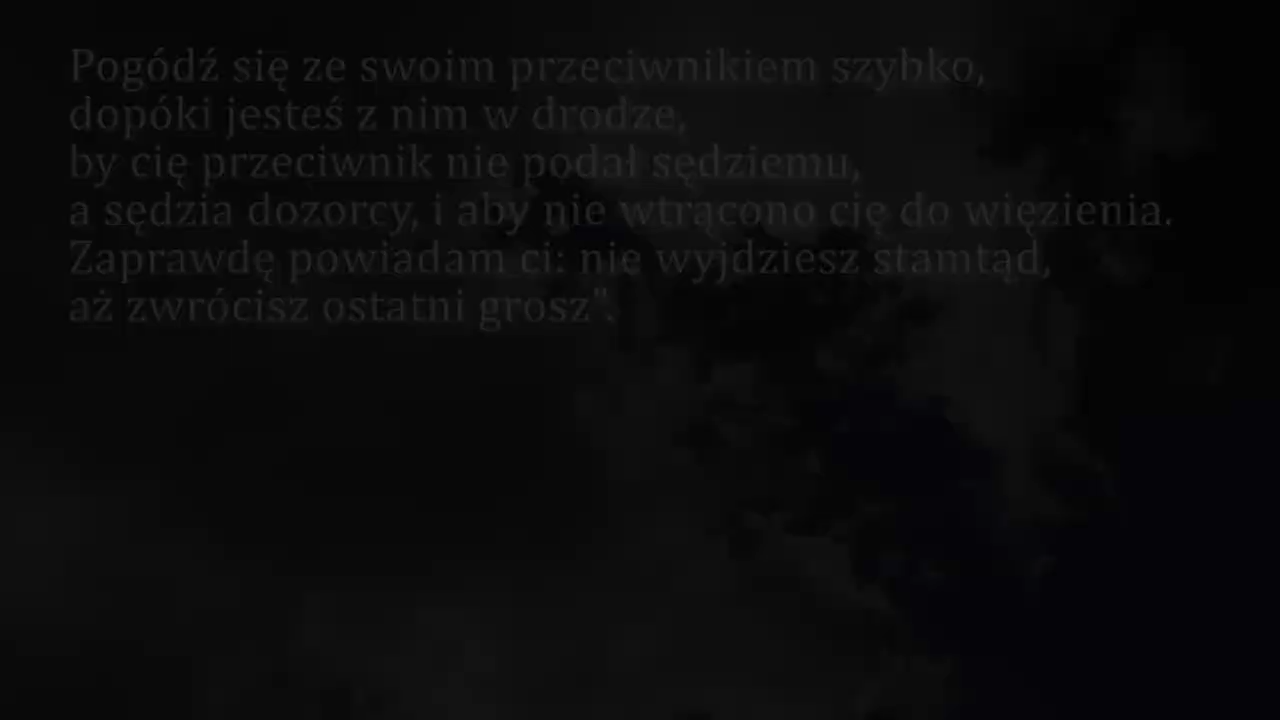 Pogódź się ze swoim przeciwnikiem szybko,
dopóki jesteś z nim w drodze,
by cię przeciwnik nie podał sędziemu,
a sędzia dozorcy, i aby nie wtrącono cię do więzienia.
Zaprawdę powiadam ci: nie wyjdziesz stamtąd,
aż zwrócisz ostatni grosz".